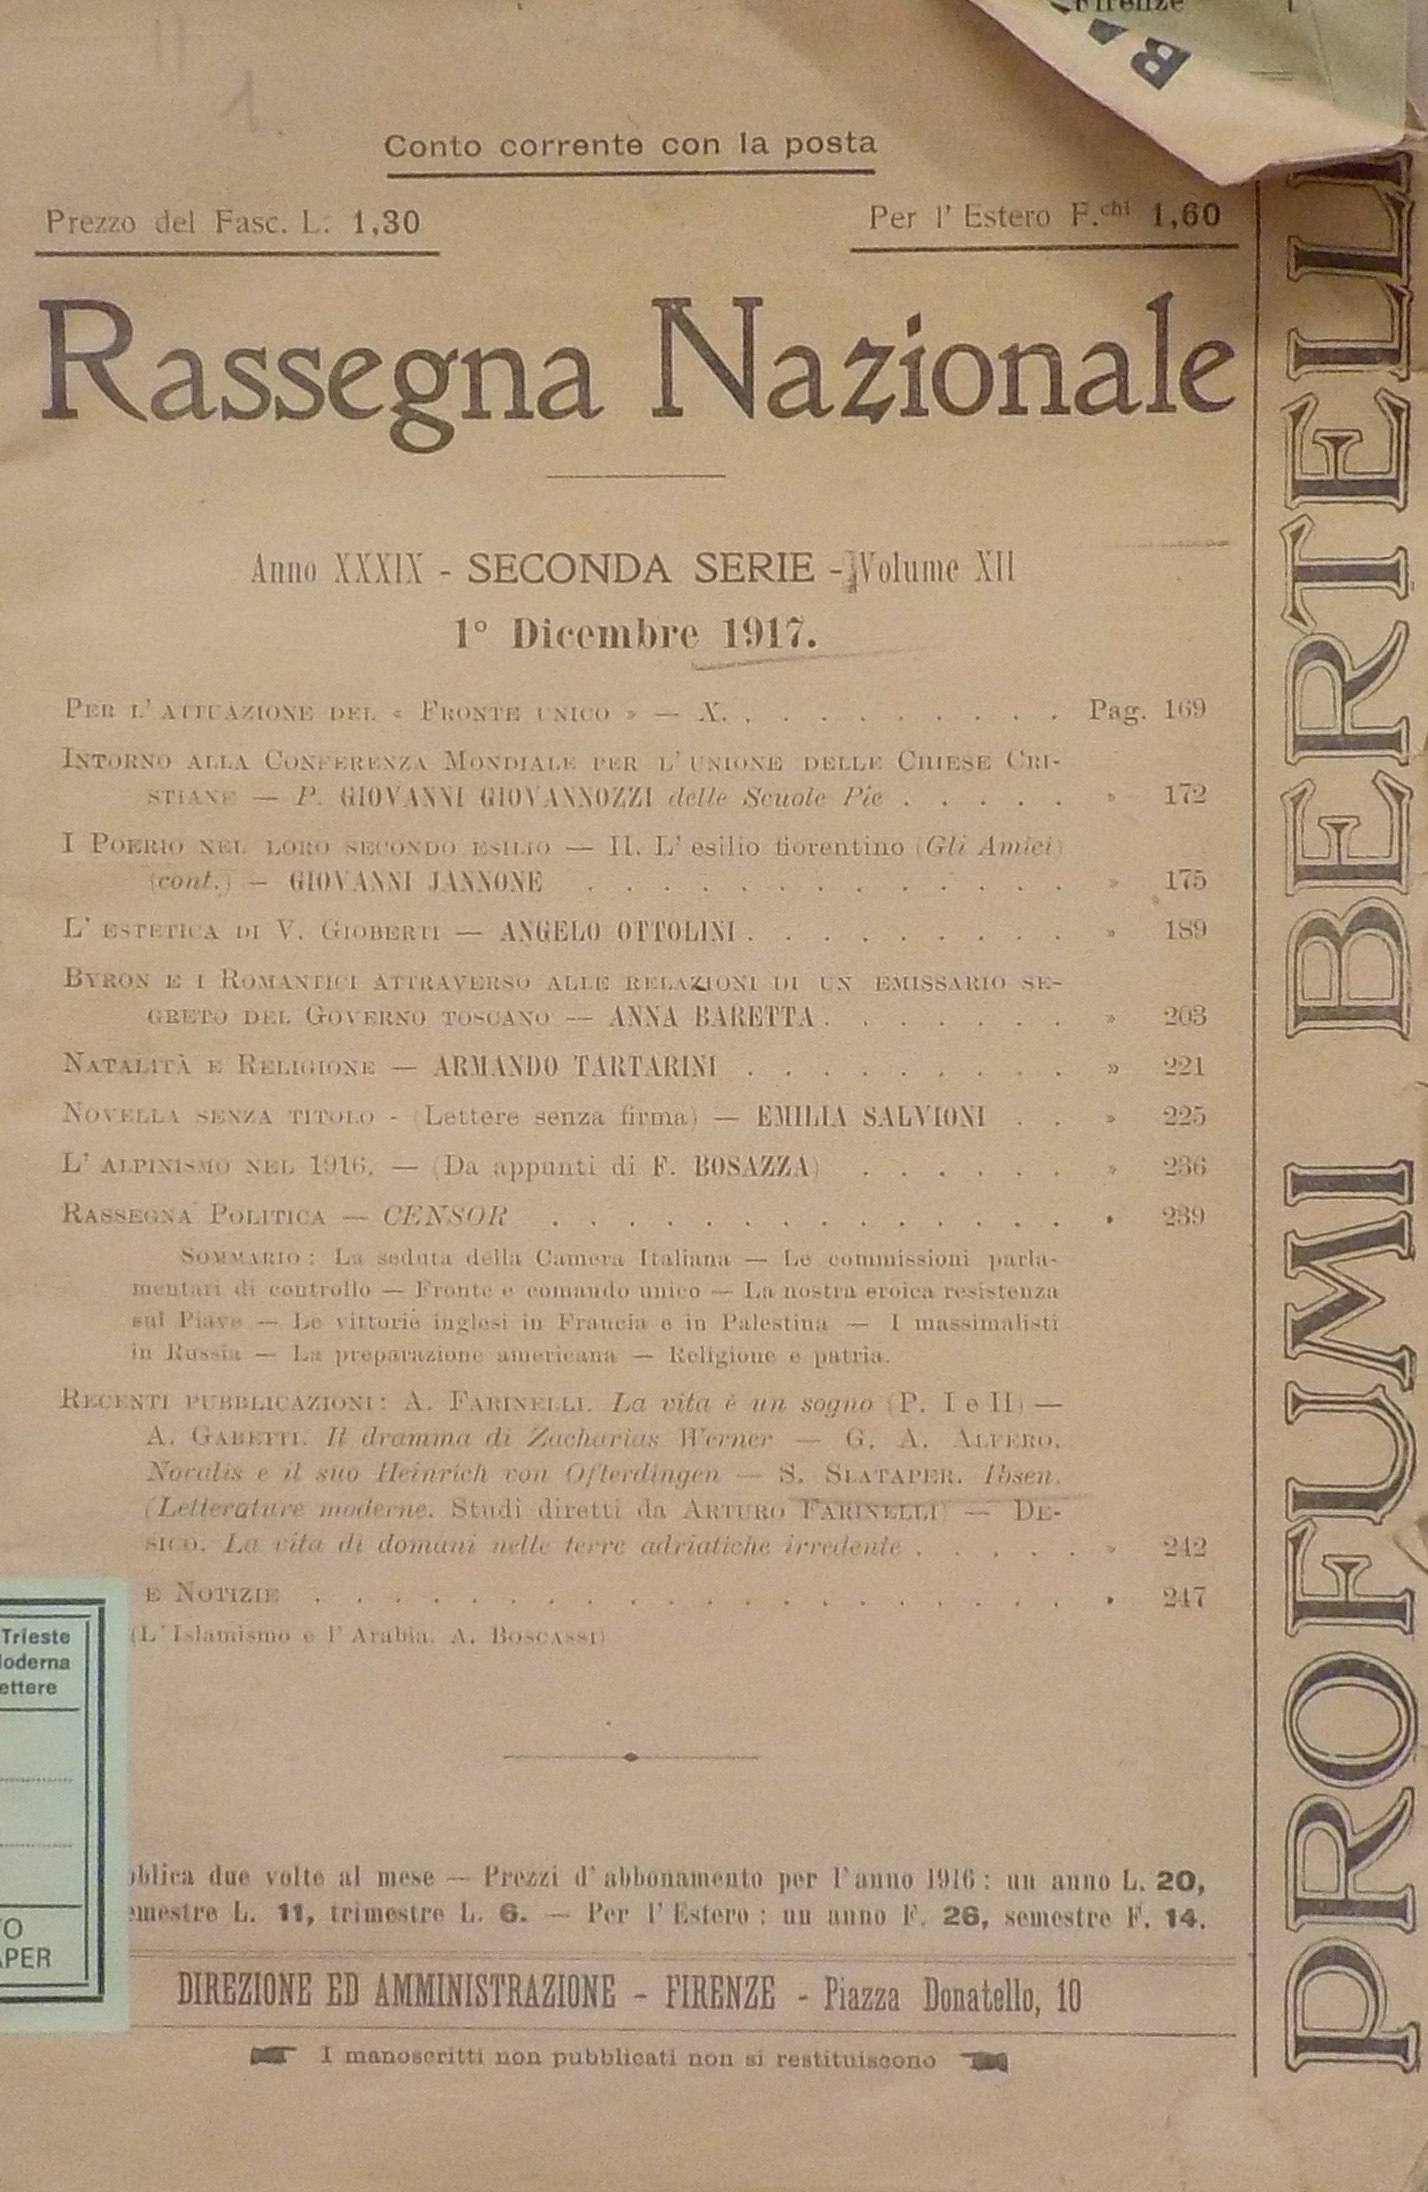 Firenze
BA
1.
Conto corrente con la posta
Prezzo del Fasc. L. 1,30
Per l' Estero F.chi 1,60
Rassegna Nazionale
Anno XXXIX - SECONDA SERIE - Volume XII
1° Dicembre 1917.
PER L' ATTUAZIONE DEL « FRONTE UNICO » — X. . . . . . . . . . Pag. 169
INTORNO ALLA CONFERENZA MONDIALE PER L' UNIONE DELLE CHIESE CRI-
STIANE — P. GIOVANNI GIOVANNOZZI delle Scuole Pie . . . . . » 172
I POERIO NEL LORO SECONDO ESILIO — II. L' esilio fiorentino (Gli Amici)
(cont.) — GIOVANNI JANNONE . . . . . . . . . . . . . » 175
L' ESTETICA DI V. GIOBERTI — ANGELO OTTOLINI . . . . . . . . . » 189
BYRON E I ROMANTICI ATTRAVERSO ALLE RELAZIONI DI UN EMISSARIO SE-
GRETO DEL GOVERNO TOSCANO — ANNA BARETTA . . . . . . . » 203
NATALITÀ E RELIGIONE — ARMANDO TARTARINI . . . . . . . . . » 221
NOVELLA SENZA TITOLO - (Lettere senza firma) — EMILIA SALVIONI . . » 225
L' ALPINISMO NEL 1916. — (Da appunti di F. BOSAZZA) . . . . . . » 236
RASSEGNA POLITICA — CENSOR . . . . . . . . . . . . . . » 239
SOMMARIO : La seduta della Camera Italiana — Le commissioni parla-
mentari di controllo — Fronte e comando unico — La nostra eroica resistenza
sul Piave — Le vittorie inglesi in Francia e in Palestina — I massimalisti
in Russia — La preparazione americana — Religione e patria.
RECENTI PUBBLICAZIONI : A. FARINELLI. La vita è un sogno (P. I e II) —
A. GABETTI. Il dramma di Zacharias Werner — G. A. ALFERO.
Novalis e il suo Heinrich von Ofterdingen — S. SLATAPER. Ibsen.
(Letterature moderne. Studi diretti da ARTURO FARINELLI) — DE-
SICO. La vita di domani nelle terre adriatiche irredente . . . . . » 242
E NOTIZIE . . . . . . . . . . . . . . . . . . . . » 247
(L' Islamismo e l' Arabia. A. BOSCASSI)
Trieste
Moderna
ettere
TO
APER
bblica due volte al mese — Prezzi d' abbonamento per l' anno 1916 : un anno L. 20,
emestre L. 11, trimestre L. 6. — Per l' Estero : un anno F. 26, semestre F. 14.
DIREZIONE ED AMMINISTRAZIONE - FIRENZE - Piazza Donatello, 10
I manoscritti non pubblicati non si restituiscono
PROFUMI BERTELLI